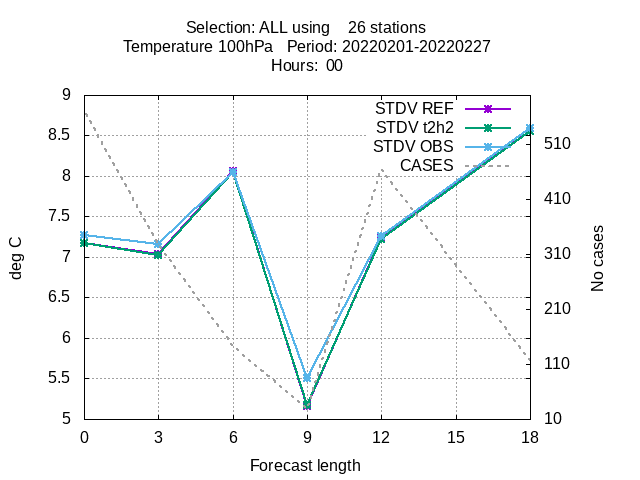 Selection: ALL using    26 stations
Temperature 100hPa   Period: 20220201-20220227
Hours:  00
STDV REF
STDV t2h2
STDV OBS
CASES
deg C
9
8.5
8
7.5
7
6.5
6
5.5
5
510
410
310
210
110
10
No cases
0 3 6 9 12 15 18
Forecast length